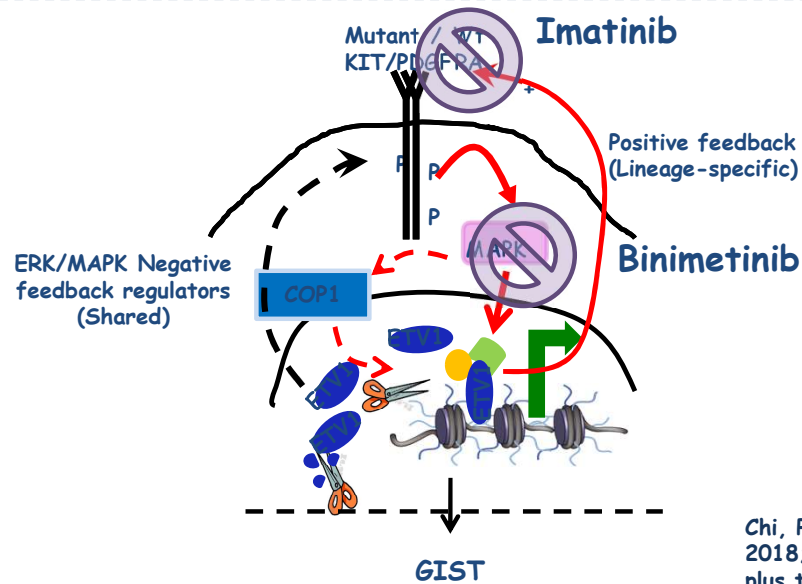 Mutant / Wt
KIT/PDGFRA
Imatinib
+
Positive feedback
(Lineage-specific)
P
P
P
MAPK
Binimetinib
ERK/MAPK Negative
feedback regulators
(Shared)
COP1
ETV1
ETV1
ETV1
ETV1
GIST
Chi, P
2018,
plus t